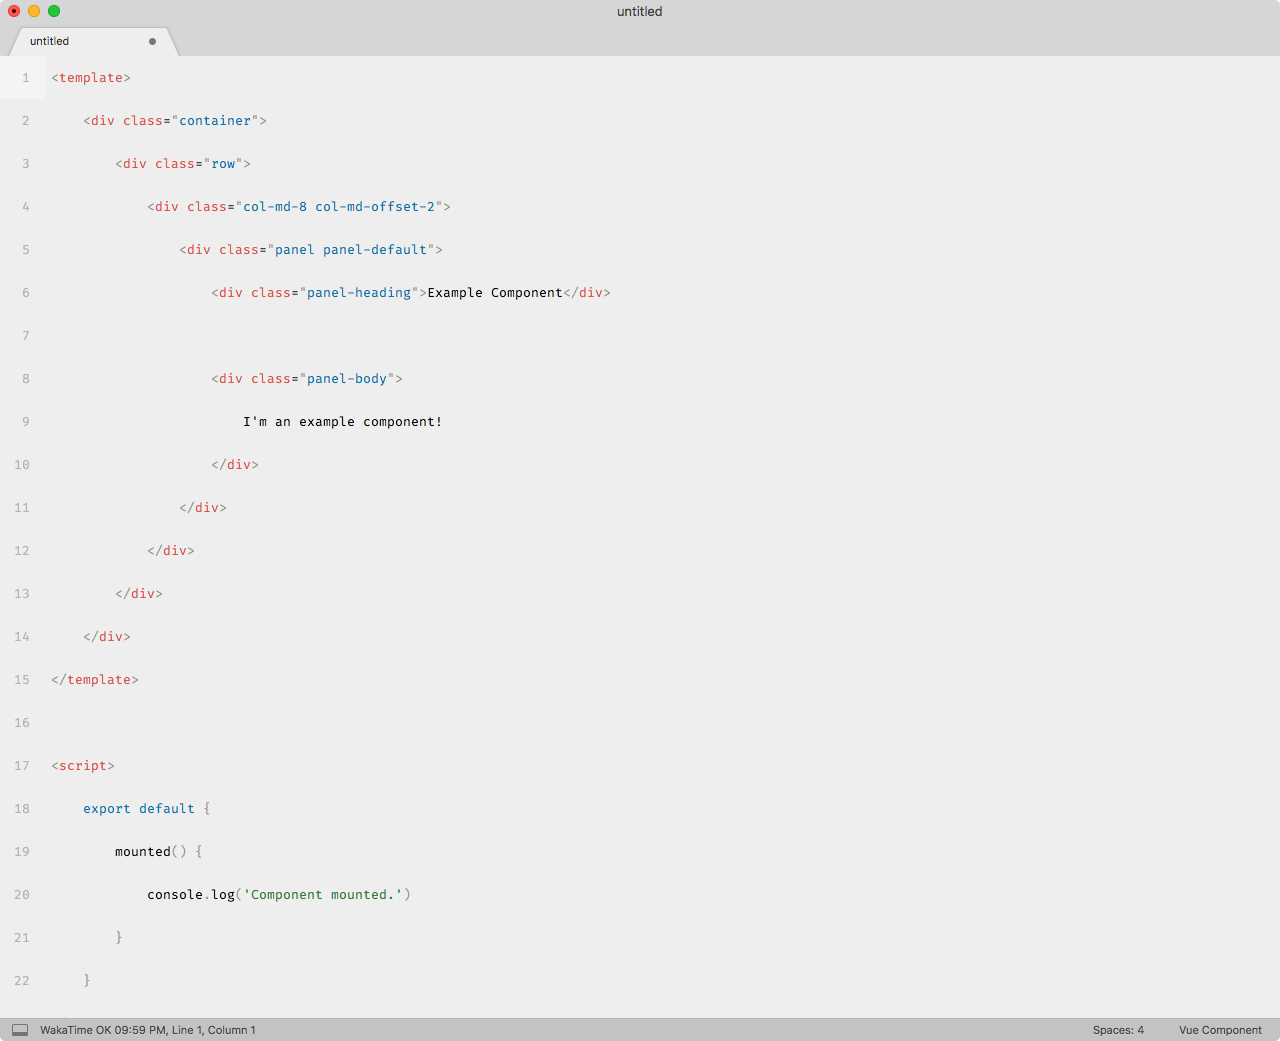 untitled
untitled
1 <template>
2     <div class="container">
3         <div class="row">
4             <div class="col-md-8 col-md-offset-2">
5                 <div class="panel panel-default">
6                     <div class="panel-heading">Example Component</div>
7
8                     <div class="panel-body">
9                         I'm an example component!
10                     </div>
11                 </div>
12             </div>
13         </div>
14     </div>
15 </template>
16
17 <script>
18     export default {
19         mounted() {
20             console.log('Component mounted.')
21         }
22     }
WakaTime OK 09:59 PM, Line 1, Column 1 Spaces: 4 Vue Component